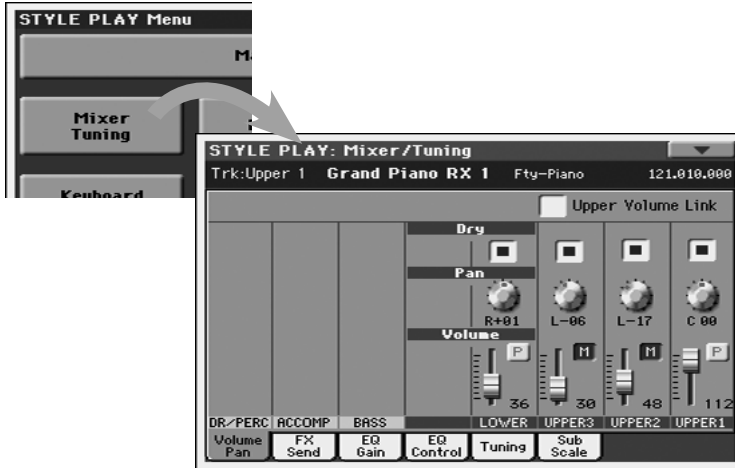 STYLE PLAY Menu
Mixer
Tuning
Keyboard
STYLE PLAY: Mixer/Tuning
Trk:Upper 1 Grand Piano RX 1 Fty-Piano 121.010.000
Upper Volume Link
Dry
Pan
R+01 L-06 L-17 C 00
Volume
P M M P
36 30 48 112
DR/PERC ACCOMP BASS LOWER UPPER3 UPPER2 UPPER1
Volume Pan FX Send EQ Gain EQ Control Tuning Sub Scale